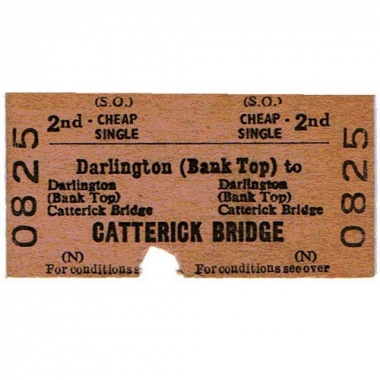 (S.O.) (S.O.)
2nd - CHEAP SINGLE CHEAP SINGLE - 2nd
Darlington (Bank Top) to
Darlington Darlington
(Bank Top) (Bank Top)
Catterick Bridge Catterick Bridge
CATTERICK BRIDGE
(N) (N)
For conditions s For conditions see over
0825 0825